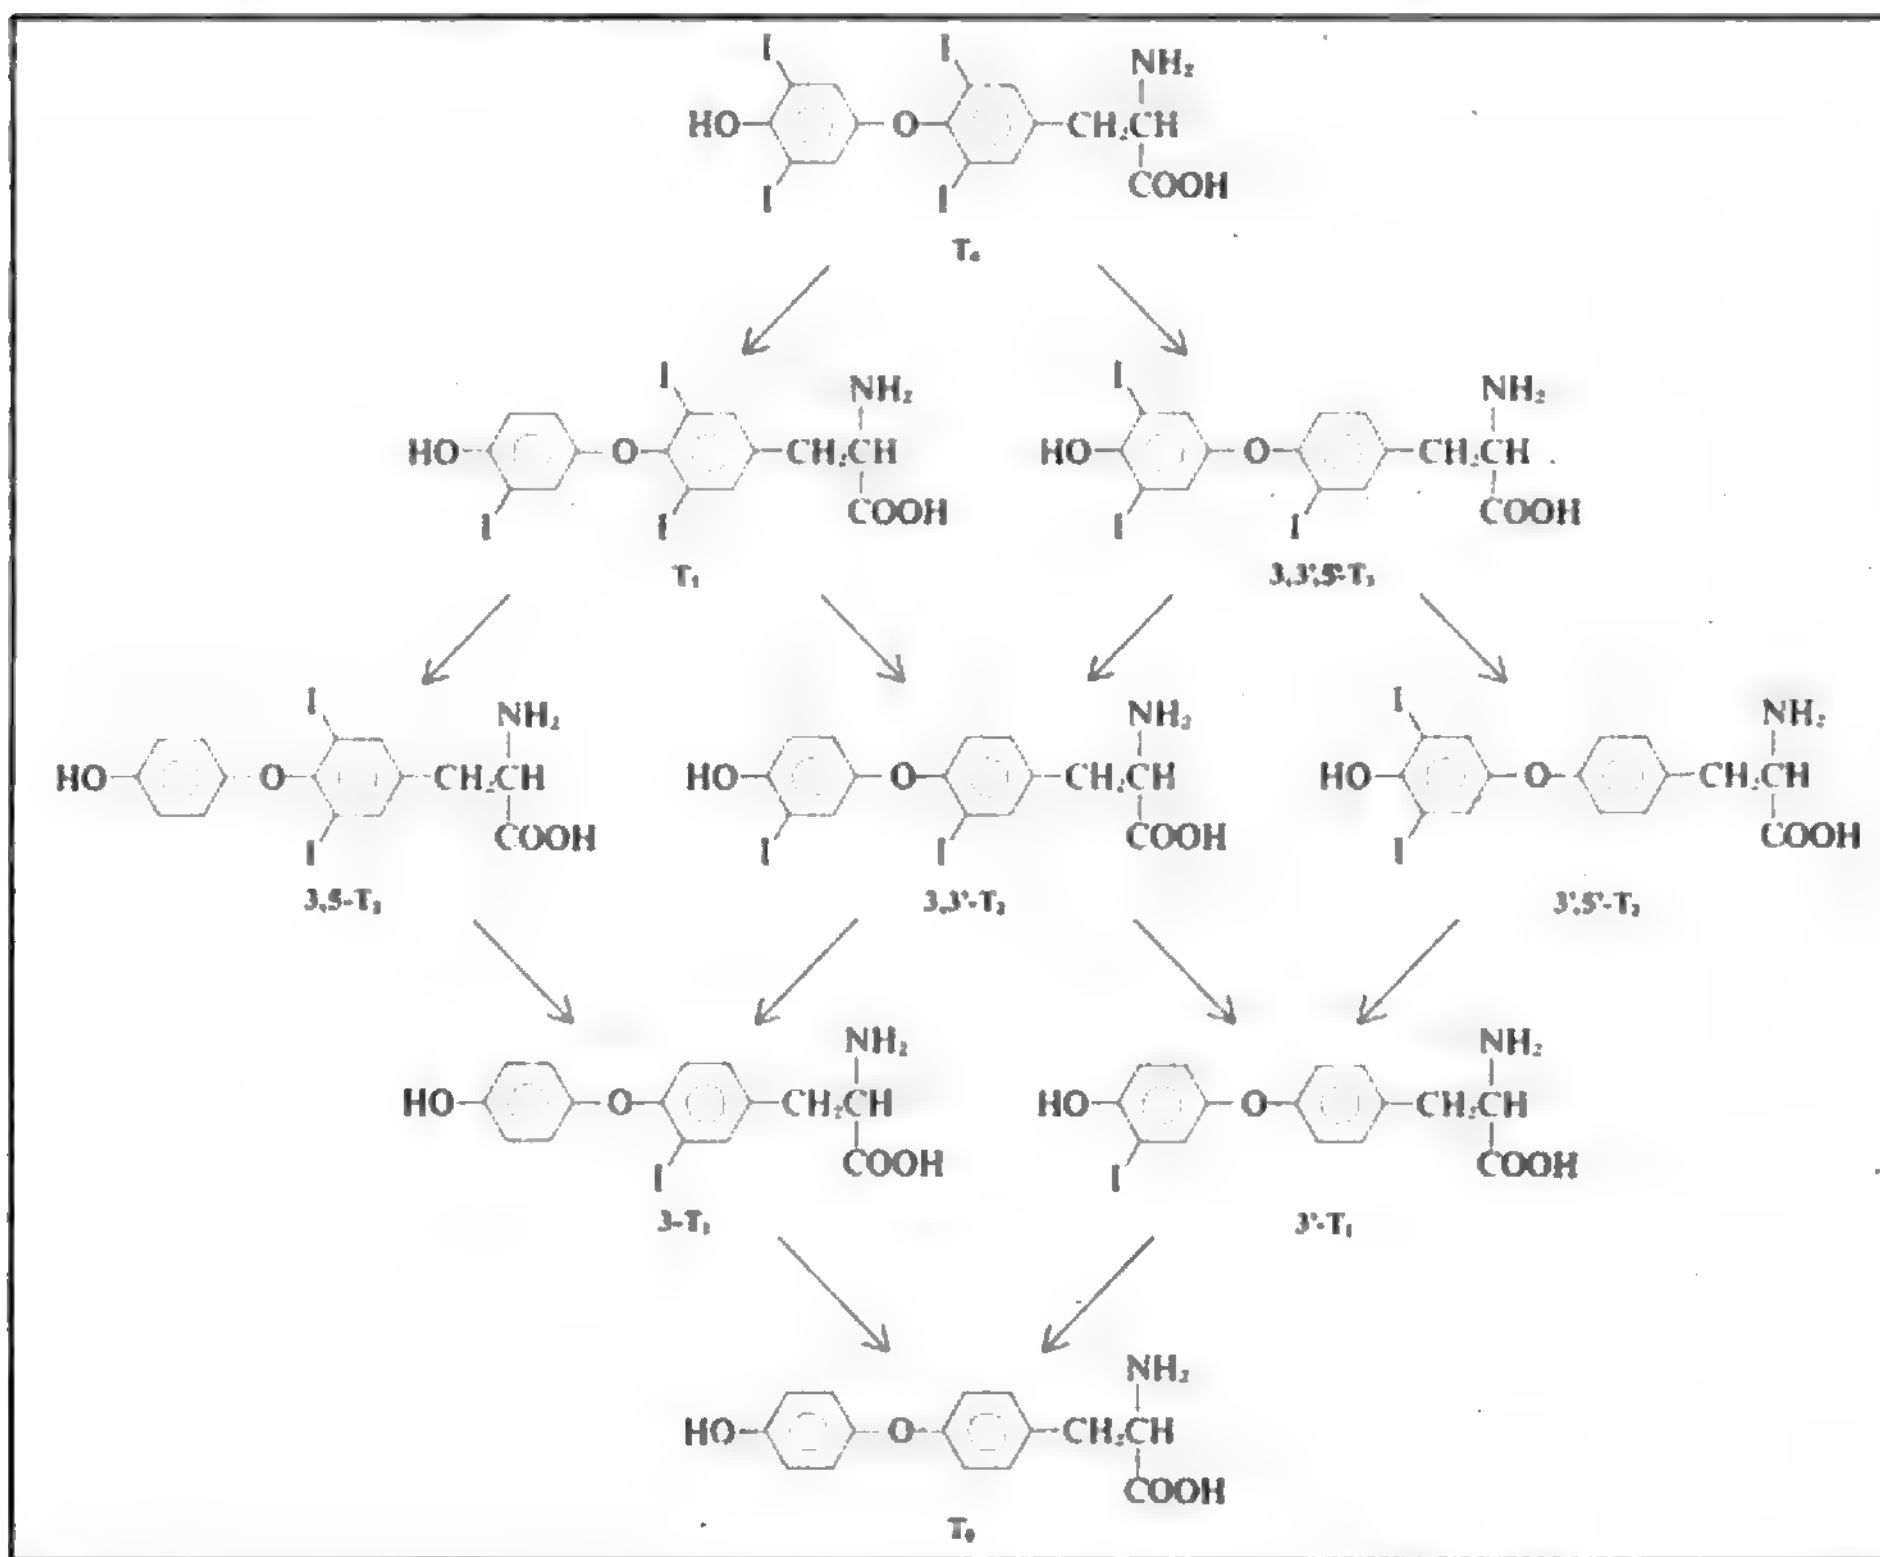 I I NH₂
HO O CH₂CH
I I COOH
T₄
I NH₂ I NH₂
HO O CH₂CH HO O CH₂CH
I I COOH I I COOH
T₃ 3,3',5'-T₃
I NH₂ NH₂ I NH₂
HO O CH₂CH HO O CH₂CH HO O CH₂CH
I COOH I I COOH I COOH
3,5-T₂ 3,3'-T₂ 3',5'-T₂
NH₂ NH₂
HO O CH₂CH HO O CH₂CH
I COOH I COOH
3-T₁ 3'-T₁
NH₂
HO O CH₂CH
COOH
T₀